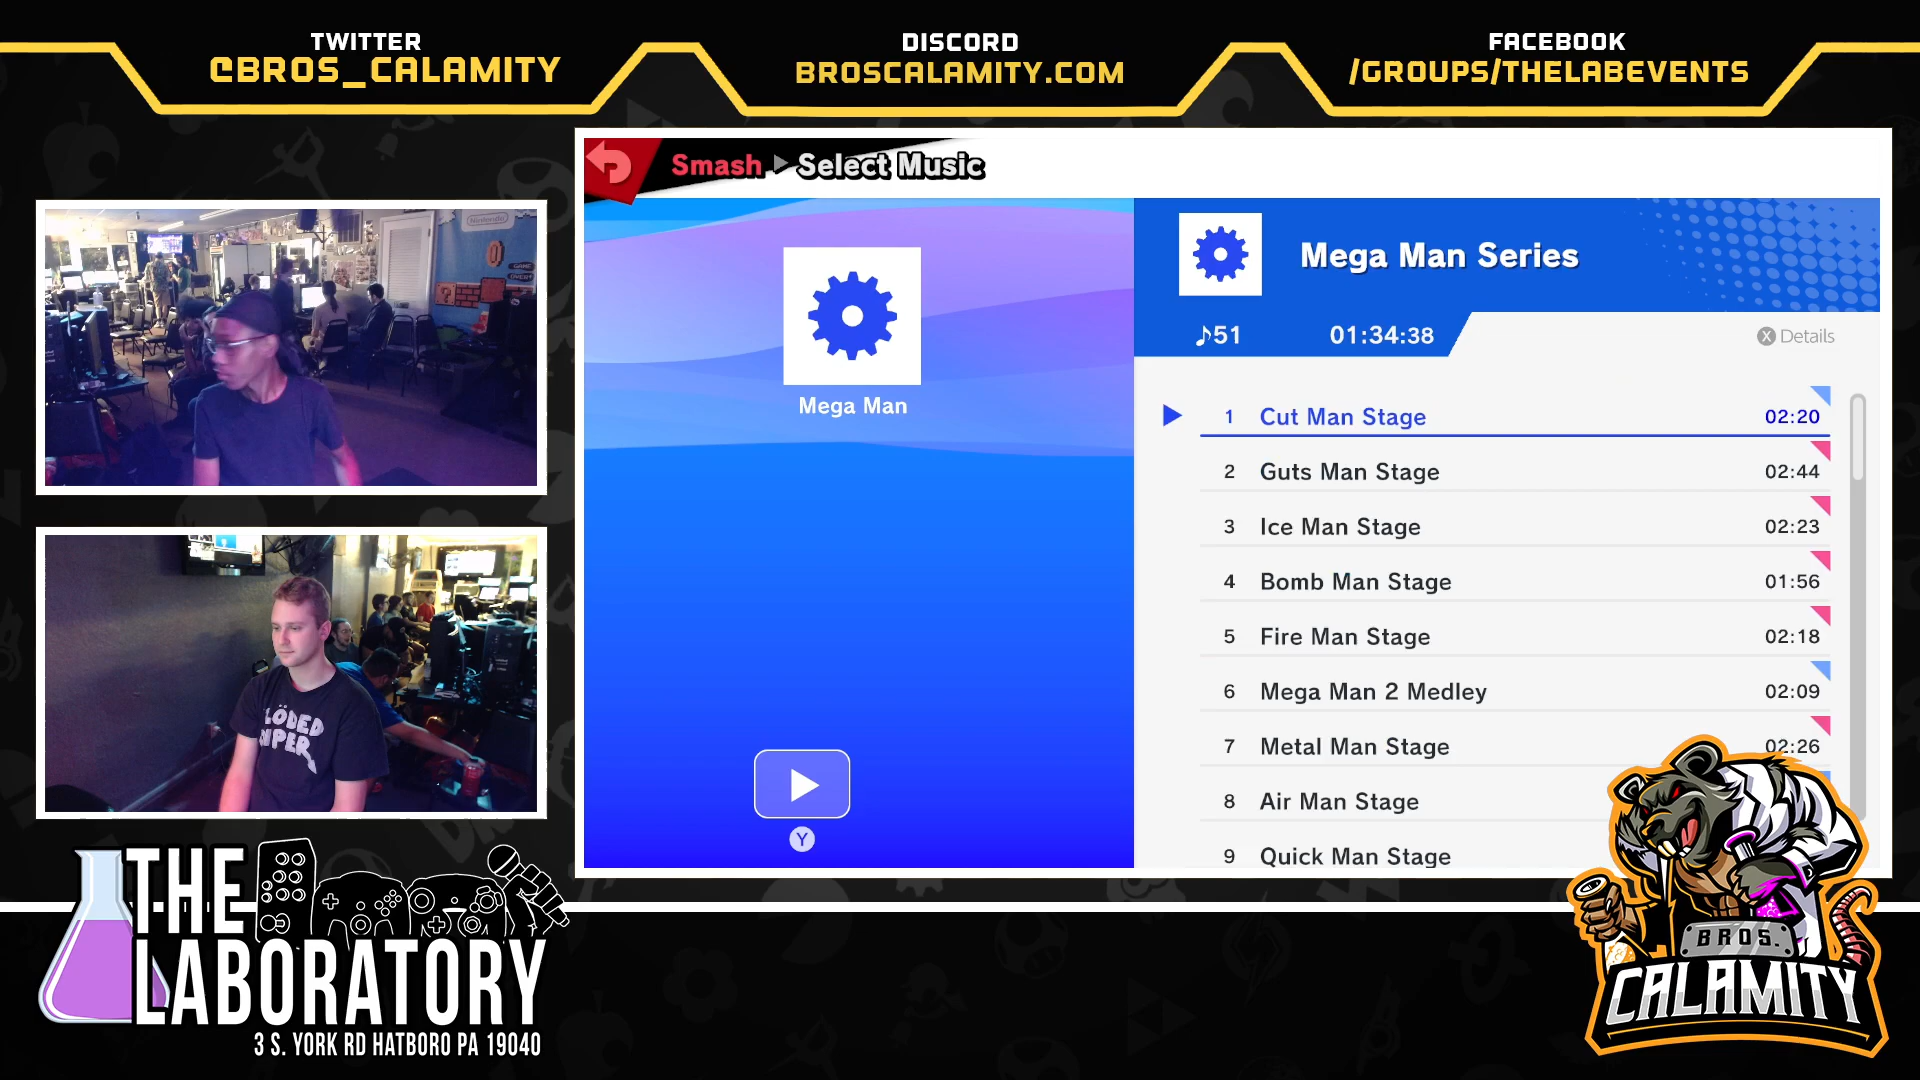 TWITTER
@BROS_CALAMITY
DISCORD
BROSCALAMITY.COM
FACEBOOK
/GROUPS/THELABEVENTS
Smash Select Music
Mega Man
Y
Mega Man Series
♪51 01:34:38
X Details
1 Cut Man Stage 02:20
2 Guts Man Stage 02:44
3 Ice Man Stage 02:23
4 Bomb Man Stage 01:56
5 Fire Man Stage 02:18
6 Mega Man 2 Medley 02:09
7 Metal Man Stage 02:26
8 Air Man Stage
9 Quick Man Stage
THE
LABORATORY
3 S. YORK RD HATBORO PA 19040
BROS.
CALAMITY